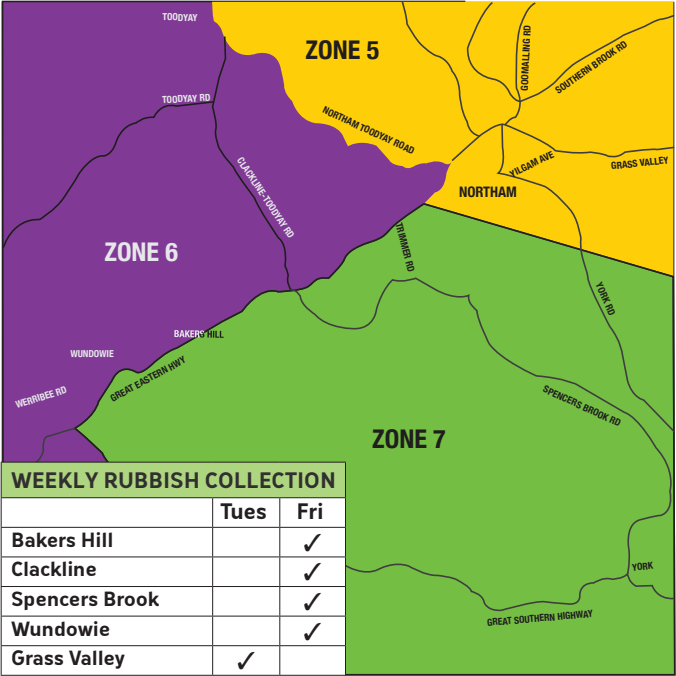 TOODYAY
ZONE 5
GOOMALLING RD
SOUTHERN BROOK RD
TOODYAY RD
NORTHAM TOODYAY ROAD
CLACKLINE-TOODYAY RD
YILGAM AVE
GRASS VALLEY
NORTHAM
ZONE 6
TRIMMER RD
YORK RD
BAKERS HILL
WUNDOWIE
GREAT EASTERN HWY
WERRIBEE RD
SPENCERS BROOK RD
ZONE 7
YORK
GREAT SOUTHERN HIGHWAY
WEEKLY RUBBISH COLLECTION
Tues Fri
Bakers Hill ✓
Clackline ✓
Spencers Brook ✓
Wundowie ✓
Grass Valley ✓